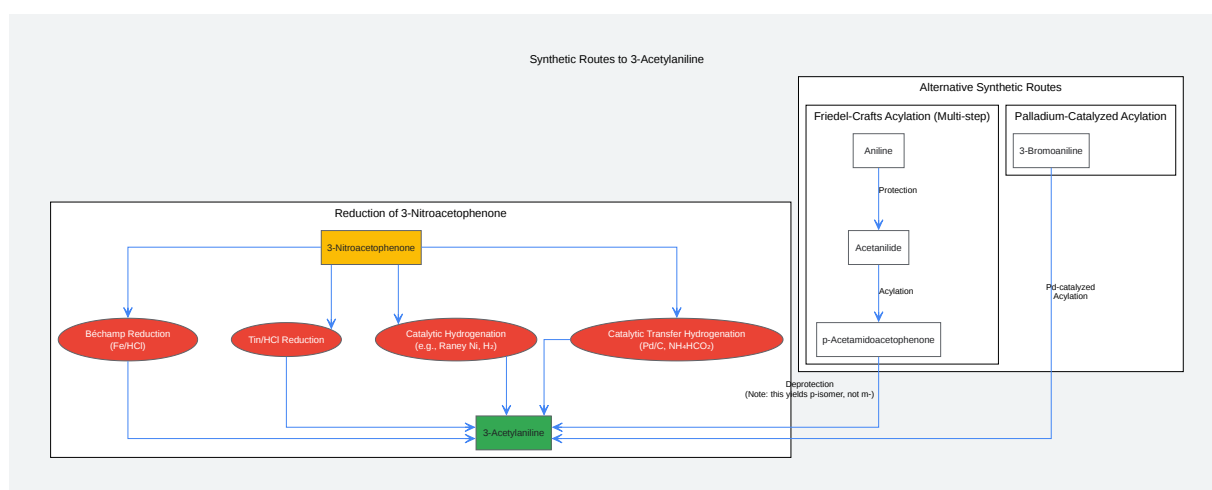 Synthetic Routes to 3-Acetylaniline
Alternative Synthetic Routes
Friedel-Crafts Acylation (Multi-step)
Palladium-Catalyzed Acylation
Aniline
3-Bromoaniline
Protection
Acetanilide
Acylation
Pd-catalyzed
Acylation
p-Acetamidoacetophenone
Deprotection
(Note: this yields p-isomer, not m-)
Reduction of 3-Nitroacetophenone
3-Nitroacetophenone
Béchamp Reduction
(Fe/HCl)
Tin/HCl Reduction
Catalytic Hydrogenation
(e.g., Raney Ni, H₂)
Catalytic Transfer Hydrogenation
(Pd/C, NH₄HCO₂)
3-Acetylaniline